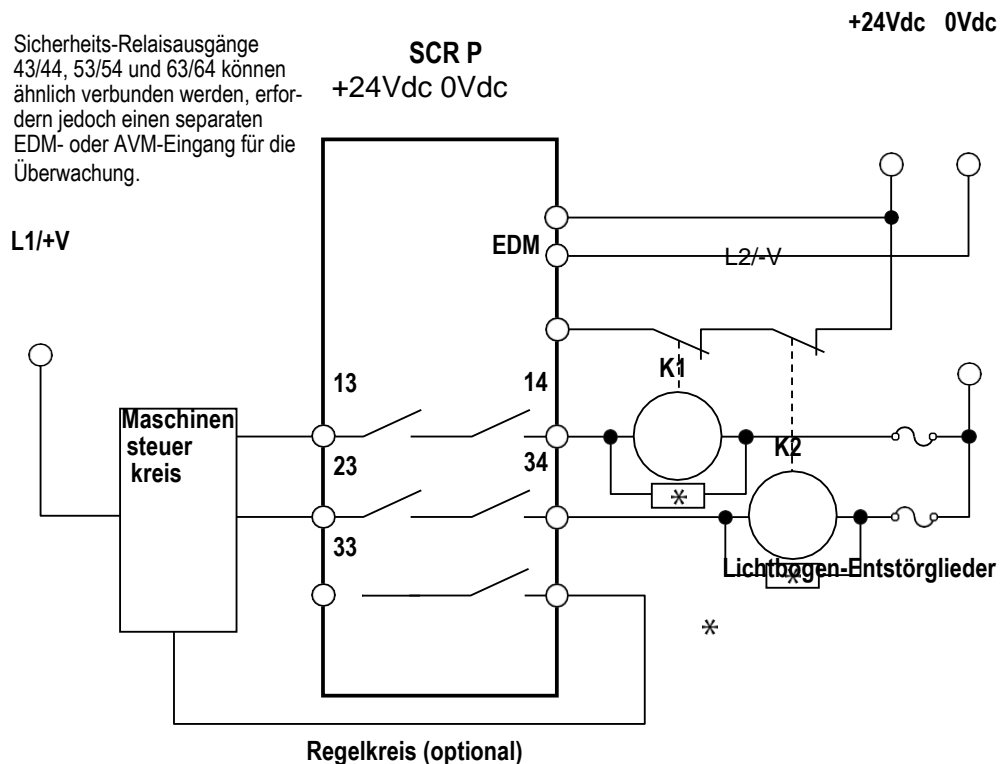 +24Vdc 0Vdc
Sicherheits-Relaisausgänge
43/44, 53/54 und 63/64 können
ähnlich verbunden werden, erfor-
dern jedoch einen separaten
EDM- oder AVM-Eingang für die
Überwachung.
SCR P
+24Vdc 0Vdc
L1/+V
EDM
L2/-V
K1
13 14
Maschinen
steuer
kreis
K2
23 34
33
*
Lichtbogen-Entstörglieder
*
*
Regelkreis (optional)